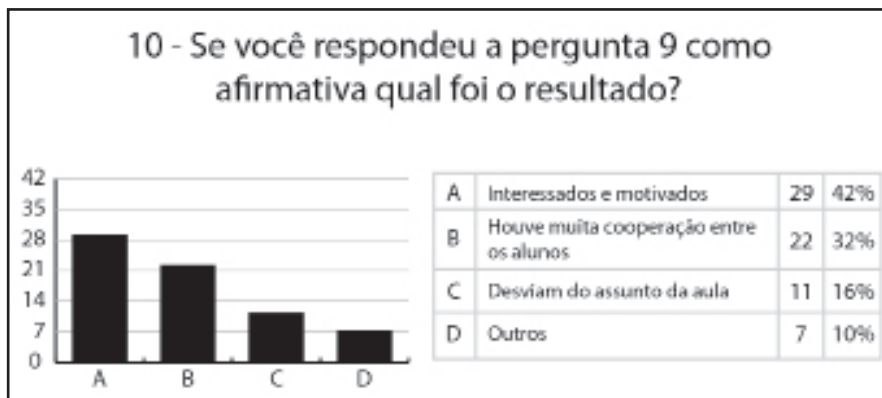 10 - Se você respondeu a pergunta 9 como
afirmativa qual foi o resultado?
42
35
28
21
14
7
0
A B C D
A Interessados e motivados 29 42%
B Houve muita cooperação entre
os alunos 22 32%
C Desviam do assunto da aula 11 16%
D Outros 7 10%